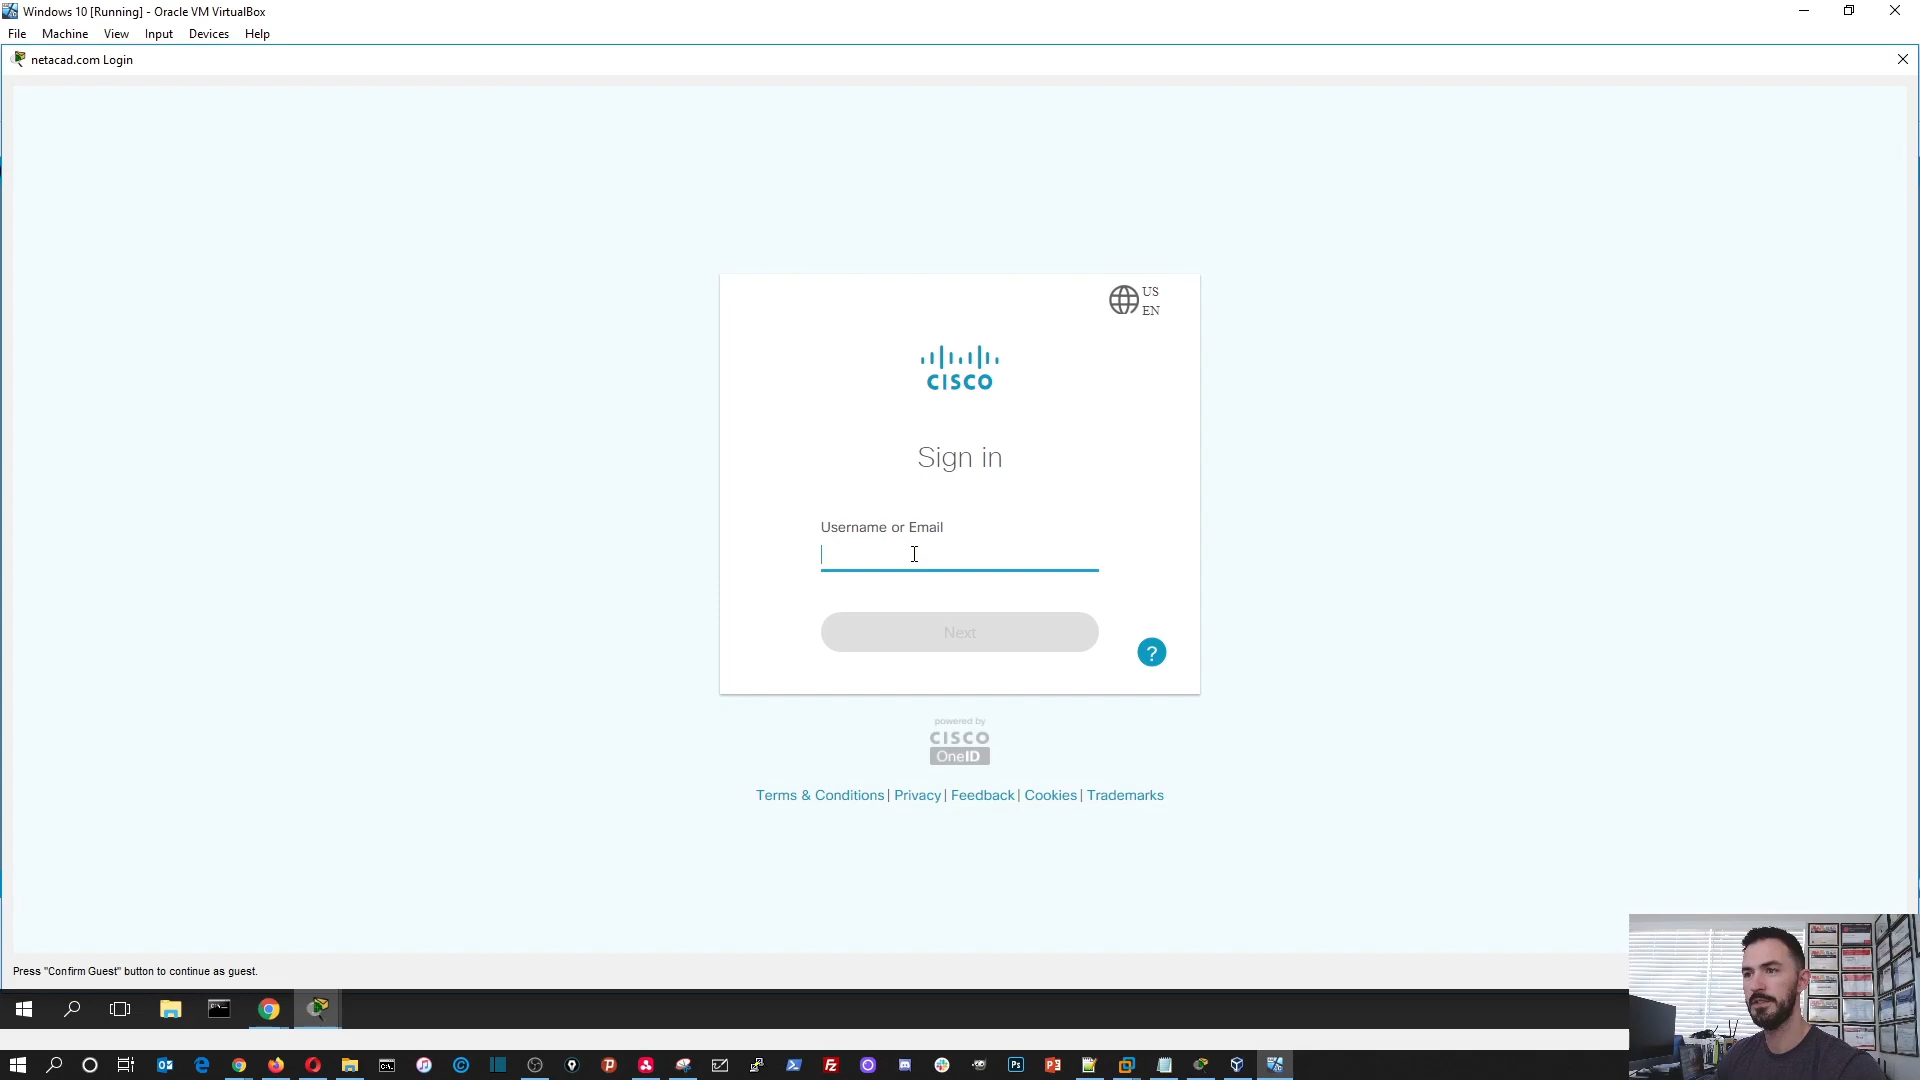 Windows 10 [Running] - Oracle VM VirtualBox
File Machine View Input Devices Help
netacad.com Login
US
EN
CISCO
Sign in
Username or Email
Next
?
powered by
CISCO
OneID
Terms & Conditions | Privacy | Feedback | Cookies | Trademarks
Press "Confirm Guest" button to continue as guest.